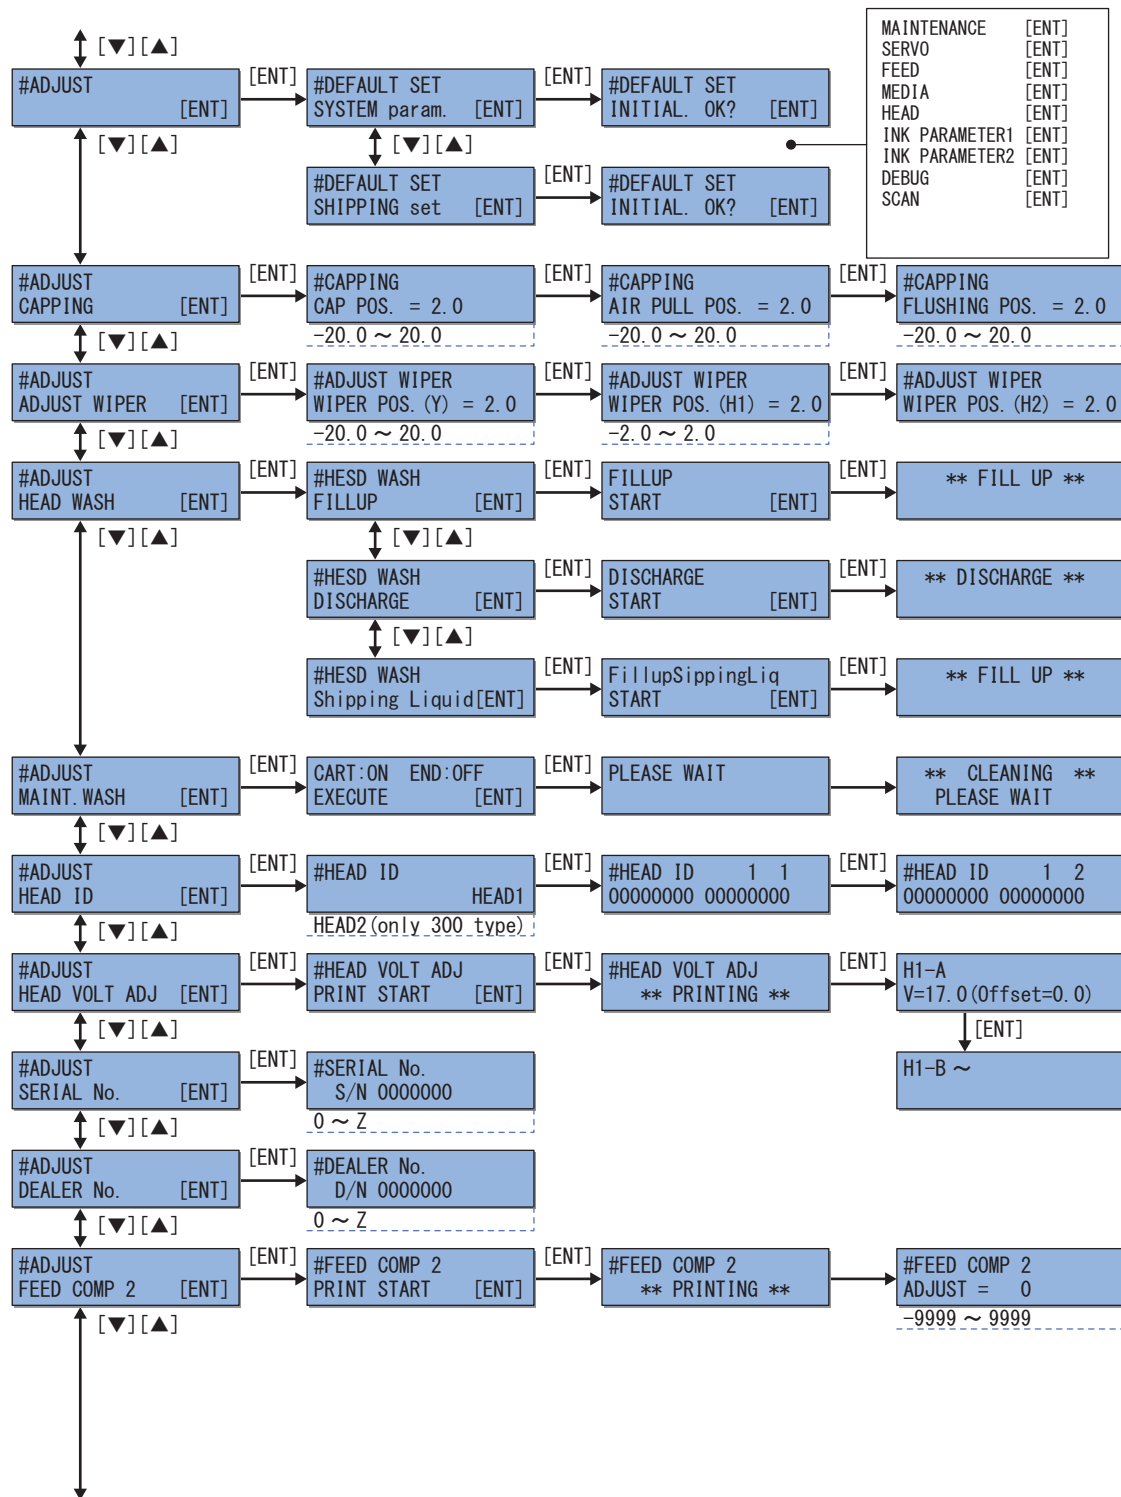 [▼][▲]
MAINTENANCE [ENT]
SERVO [ENT]
FEED [ENT]
MEDIA [ENT]
HEAD [ENT]
INK PARAMETER1 [ENT]
INK PARAMETER2 [ENT]
DEBUG [ENT]
SCAN [ENT]
#ADJUST
[ENT]
[ENT]
#DEFAULT SET
SYSTEM param. [ENT]
[ENT]
#DEFAULT SET
INITIAL. OK? [ENT]
[▼][▲]
[▼][▲]
#DEFAULT SET
SHIPPING set [ENT]
[ENT]
#DEFAULT SET
INITIAL. OK? [ENT]
#ADJUST
CAPPING [ENT]
[ENT]
#CAPPING
CAP POS. = 2.0
-20.0 ~ 20.0
[ENT]
#CAPPING
AIR PULL POS. = 2.0
-20.0 ~ 20.0
[ENT]
#CAPPING
FLUSHING POS. = 2.0
-20.0 ~ 20.0
[▼][▲]
#ADJUST
ADJUST WIPER [ENT]
[ENT]
#ADJUST WIPER
WIPER POS.(Y) = 2.0
-20.0 ~ 20.0
[ENT]
#ADJUST WIPER
WIPER POS.(H1) = 2.0
-2.0 ~ 2.0
[ENT]
#ADJUST WIPER
WIPER POS.(H2) = 2.0
[▼][▲]
#ADJUST
HEAD WASH [ENT]
[ENT]
#HESD WASH
FILLUP [ENT]
[ENT]
FILLUP
START [ENT]
[ENT]
** FILL UP **
[▼][▲]
[▼][▲]
#HESD WASH
DISCHARGE [ENT]
[ENT]
DISCHARGE
START [ENT]
[ENT]
** DISCHARGE **
[▼][▲]
#HESD WASH
Shipping Liquid[ENT]
[ENT]
FillupSippingLiq
START [ENT]
[ENT]
** FILL UP **
#ADJUST
MAINT.WASH [ENT]
[ENT]
CART:ON END:OFF
EXECUTE [ENT]
[ENT]
PLEASE WAIT
** CLEANING **
PLEASE WAIT
[▼][▲]
#ADJUST
HEAD ID [ENT]
[ENT]
#HEAD ID
HEAD1
HEAD2(only 300 type)
[ENT]
#HEAD ID 1 1
00000000 00000000
[ENT]
#HEAD ID 1 2
00000000 00000000
[▼][▲]
#ADJUST
HEAD VOLT ADJ [ENT]
[ENT]
#HEAD VOLT ADJ
PRINT START [ENT]
[ENT]
#HEAD VOLT ADJ
** PRINTING **
[ENT]
H1-A
V=17.0(Offset=0.0)
[ENT]
H1-B ~
[▼][▲]
#ADJUST
SERIAL No. [ENT]
[ENT]
#SERIAL No.
S/N 0000000
0 ~ Z
[▼][▲]
#ADJUST
DEALER No. [ENT]
[ENT]
#DEALER No.
D/N 0000000
0 ~ Z
[▼][▲]
#ADJUST
FEED COMP 2 [ENT]
[ENT]
#FEED COMP 2
PRINT START [ENT]
[ENT]
#FEED COMP 2
** PRINTING **
#FEED COMP 2
ADJUST = 0
-9999 ~ 9999
[▼][▲]